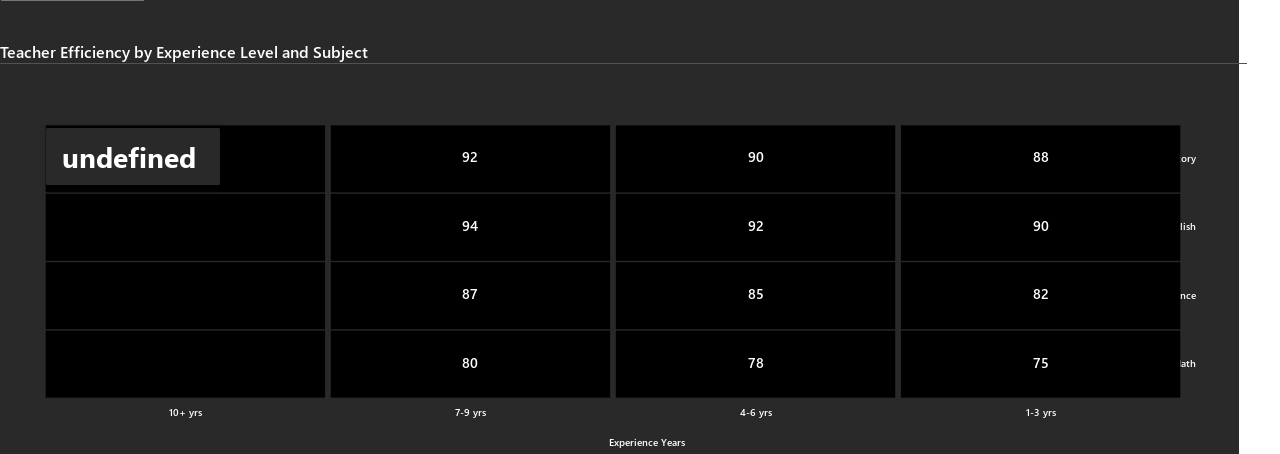 Teacher Efficiency by Experience Level and Subject
undefined 92 90 88 ory
94 92 90 lish
87 85 82 nce
80 78 75 ath
10+ yrs 7-9 yrs 4-6 yrs 1-3 yrs
Experience Years